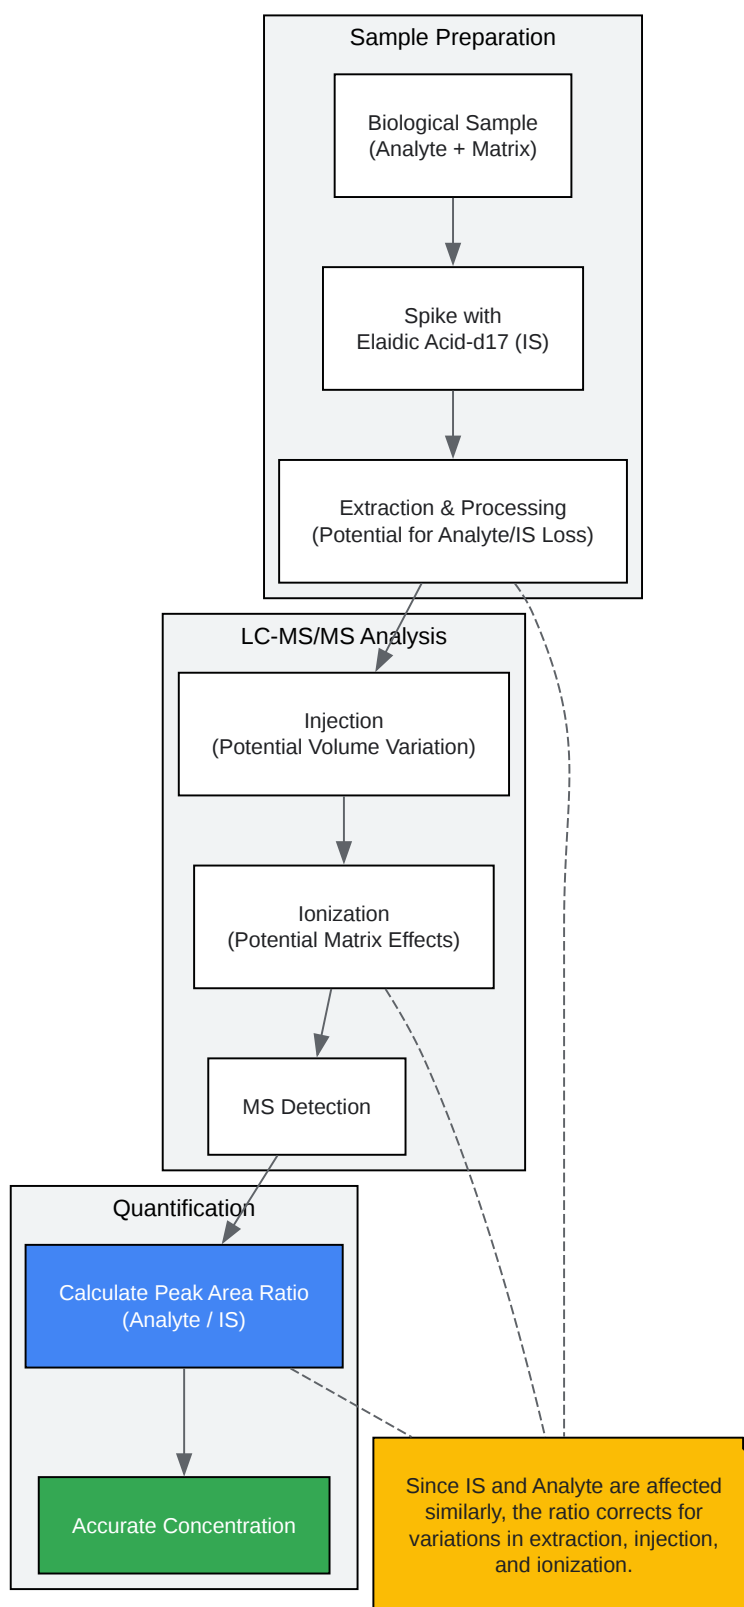 Sample Preparation
Biological Sample
(Analyte + Matrix)
Spike with
Elaidic Acid-d17 (IS)
Extraction & Processing
(Potential for Analyte/IS Loss)
LC-MS/MS Analysis
Injection
(Potential Volume Variation)
Ionization
(Potential Matrix Effects)
MS Detection
Quantification
Calculate Peak Area Ratio
(Analyte / IS)
Accurate Concentration
Since IS and Analyte are affected
similarly, the ratio corrects for
variations in extraction, injection,
and ionization.